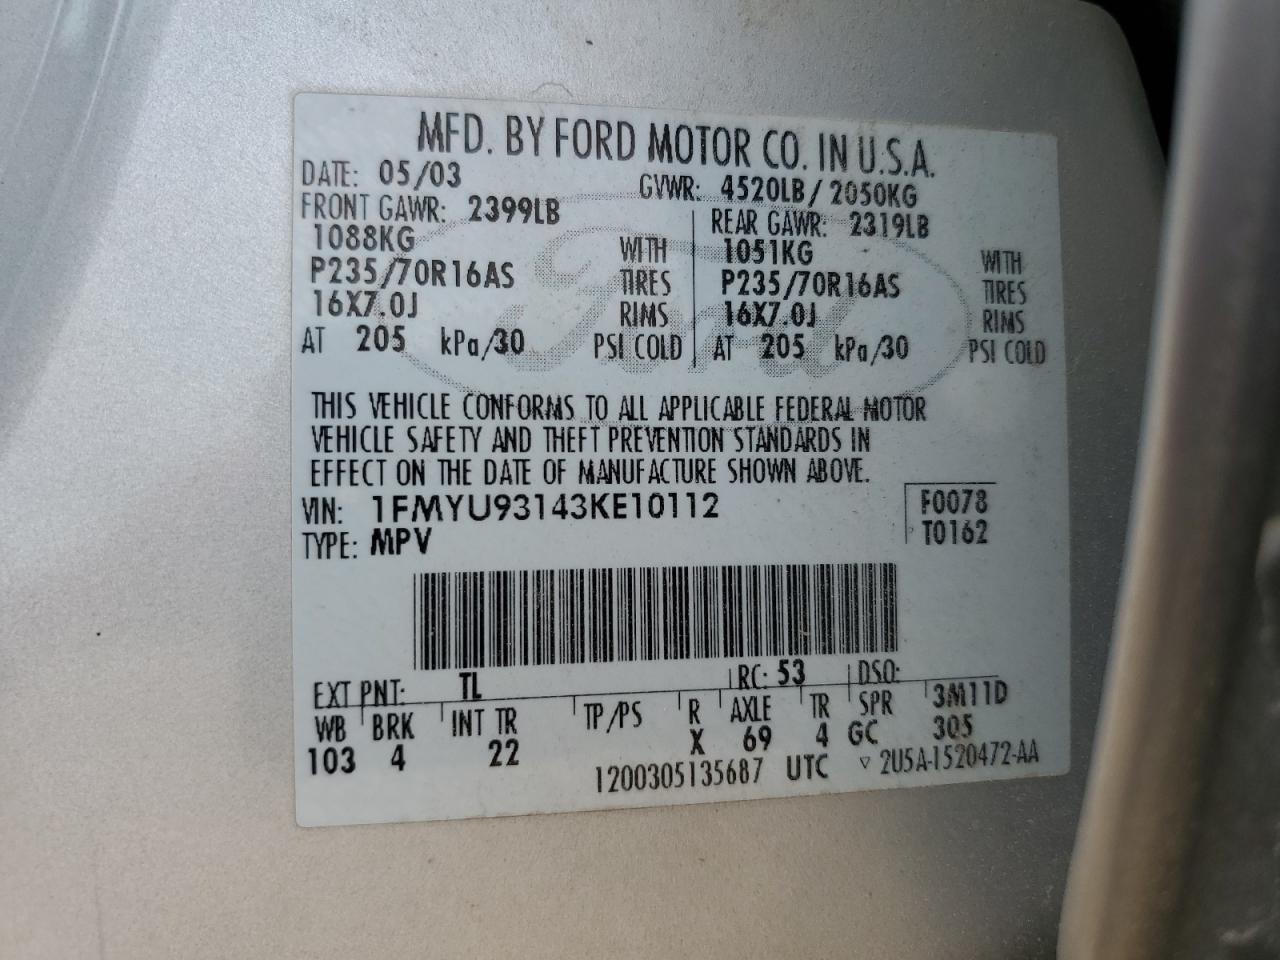 MFD. BY FORD MOTOR CO. IN U.S.A.
DATE: 05/03 GVWR: 4520LB/ 2050KG
FRONT GAWR: 2399LB REAR GAWR: 2319LB
1088KG WITH 1051KG WITH
P235/70R16AS TIRES P235/70R16AS TIRES
16X7.0J RIMS 16X7.0J RIMS
AT 205 kPa/30 PSI COLD AT 205 kPa/30 PSI COLD
Ford
THIS VEHICLE CONFORMS TO ALL APPLICABLE FEDERAL MOTOR
VEHICLE SAFETY AND THEFT PREVENTION STANDARDS IN
EFFECT ON THE DATE OF MANUFACTURE SHOWN ABOVE.
VIN: 1FMYU93143KE10112 F0078
TYPE: MPV T0162
EXT PNT: TL RC: 53 DSO:
WB BRK INT TR TP/PS R AXLE TR SPR 3M11D
103 4 22 X 69 4 GC 305
1200305135687 UTC ▽ 2U5A-1520472-AA